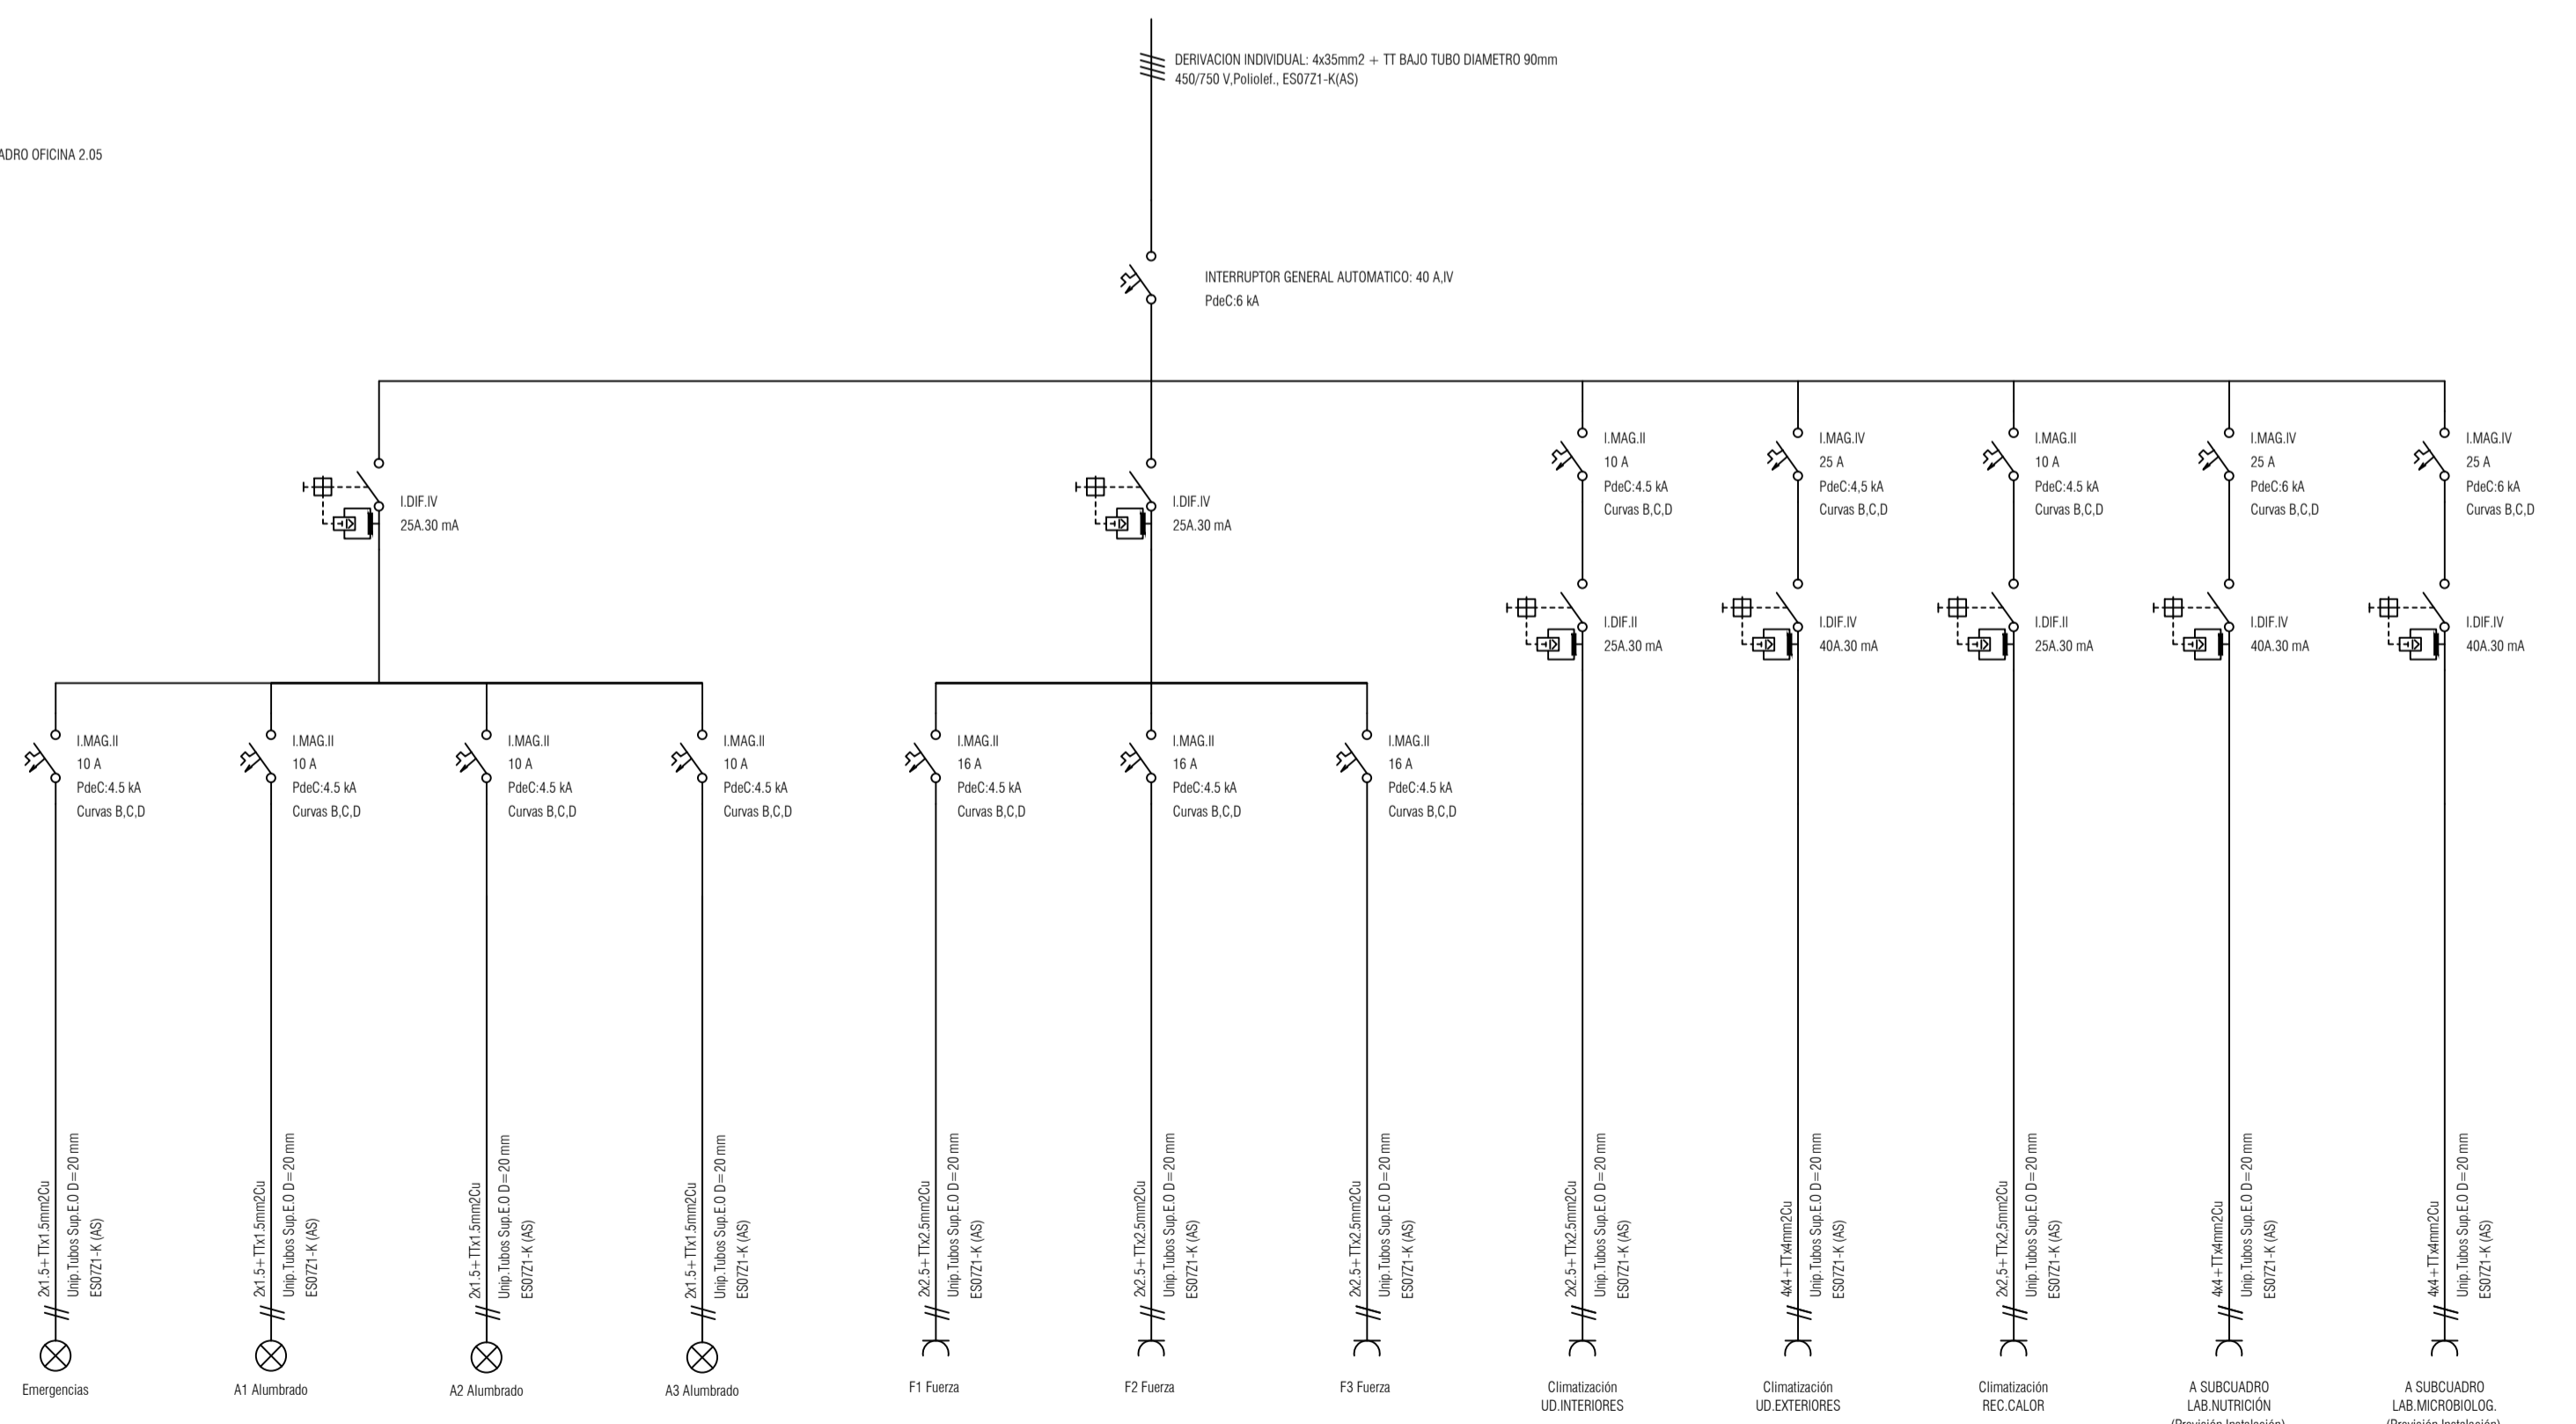 DERIVACION INDIVIDUAL: 4x35mm2 + TT BAJO TUBO DIAMETRO 90mm
450/750 V,Poliolef., ES07Z1-K(AS)
ADRO OFICINA 2.05
INTERRUPTOR GENERAL AUTOMATICO: 40 A,IV
PdeC:6 kA
I.DIF.IV
25A.30 mA
I.DIF.IV
25A.30 mA
I.MAG.II
10 A
PdeC:4.5 kA
Curvas B,C,D
I.MAG.IV
25 A
PdeC:4,5 kA
Curvas B,C,D
I.MAG.II
10 A
PdeC:4.5 kA
Curvas B,C,D
I.MAG.IV
25 A
PdeC:6 kA
Curvas B,C,D
I.MAG.IV
25 A
PdeC:6 kA
Curvas B,C,D
I.DIF.II
25A.30 mA
I.DIF.IV
40A.30 mA
I.DIF.II
25A.30 mA
I.DIF.IV
40A.30 mA
I.DIF.IV
40A.30 mA
I.MAG.II
10 A
PdeC:4.5 kA
Curvas B,C,D
I.MAG.II
10 A
PdeC:4.5 kA
Curvas B,C,D
I.MAG.II
10 A
PdeC:4.5 kA
Curvas B,C,D
I.MAG.II
10 A
PdeC:4.5 kA
Curvas B,C,D
I.MAG.II
16 A
PdeC:4.5 kA
Curvas B,C,D
I.MAG.II
16 A
PdeC:4.5 kA
Curvas B,C,D
I.MAG.II
16 A
PdeC:4.5 kA
Curvas B,C,D
2x1.5+TTx1.5mm2Cu
Unip.Tubos Sup.E.O D=20 mm
ES07Z1-K (AS)
2x1.5+TTx1.5mm2Cu
Unip.Tubos Sup.E.O D=20 mm
ES07Z1-K (AS)
2x1.5+TTx1.5mm2Cu
Unip.Tubos Sup.E.O D=20 mm
ES07Z1-K (AS)
2x1.5+TTx1.5mm2Cu
Unip.Tubos Sup.E.O D=20 mm
ES07Z1-K (AS)
2x2.5+TTx2.5mm2Cu
Unip.Tubos Sup.E.O D=20 mm
ES07Z1-K (AS)
2x2.5+TTx2.5mm2Cu
Unip.Tubos Sup.E.O D=20 mm
ES07Z1-K (AS)
2x2.5+TTx2.5mm2Cu
Unip.Tubos Sup.E.O D=20 mm
ES07Z1-K (AS)
2x2.5+TTx2.5mm2Cu
Unip.Tubos Sup.E.O D=20 mm
ES07Z1-K (AS)
4x4+TTx4mm2Cu
Unip.Tubos Sup.E.O D=20 mm
ES07Z1-K (AS)
2x2,5+TTx2,5mm2Cu
Unip.Tubos Sup.E.O D=20 mm
ES07Z1-K (AS)
4x4+TTx4mm2Cu
Unip.Tubos Sup.E.O D=20 mm
ES07Z1-K (AS)
4x4+TTx4mm2Cu
Unip.Tubos Sup.E.O D=20 mm
ES07Z1-K (AS)
Emergencias
A1 Alumbrado
A2 Alumbrado
A3 Alumbrado
F1 Fuerza
F2 Fuerza
F3 Fuerza
Climatización
UD.INTERIORES
Climatización
UD.EXTERIORES
Climatización
REC.CALOR
A SUBCUADRO
LAB.NUTRICIÓN
(Previsión Instalación)
A SUBCUADRO
LAB.MICROBIOLOG.
(Previsión Instalación)